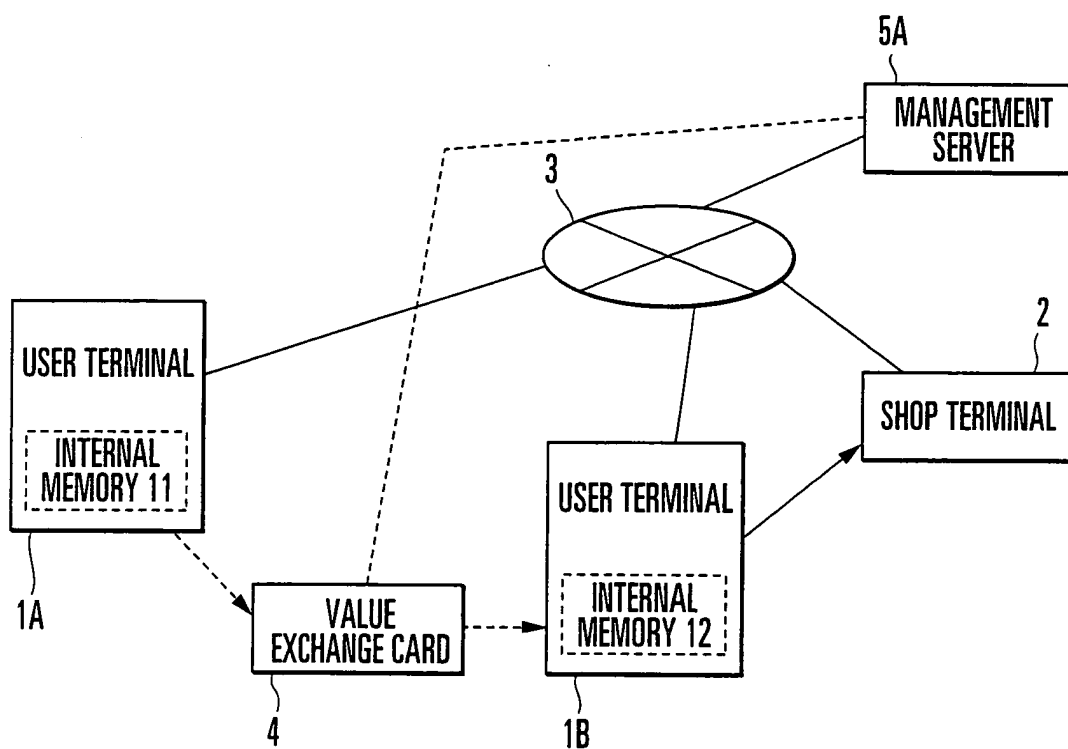 5A
MANAGEMENT
SERVER
3
2
USER TERMINAL
SHOP TERMINAL
INTERNAL
MEMORY 11
USER TERMINAL
1A
VALUE
EXCHANGE CARD
INTERNAL
MEMORY 12
4
1B